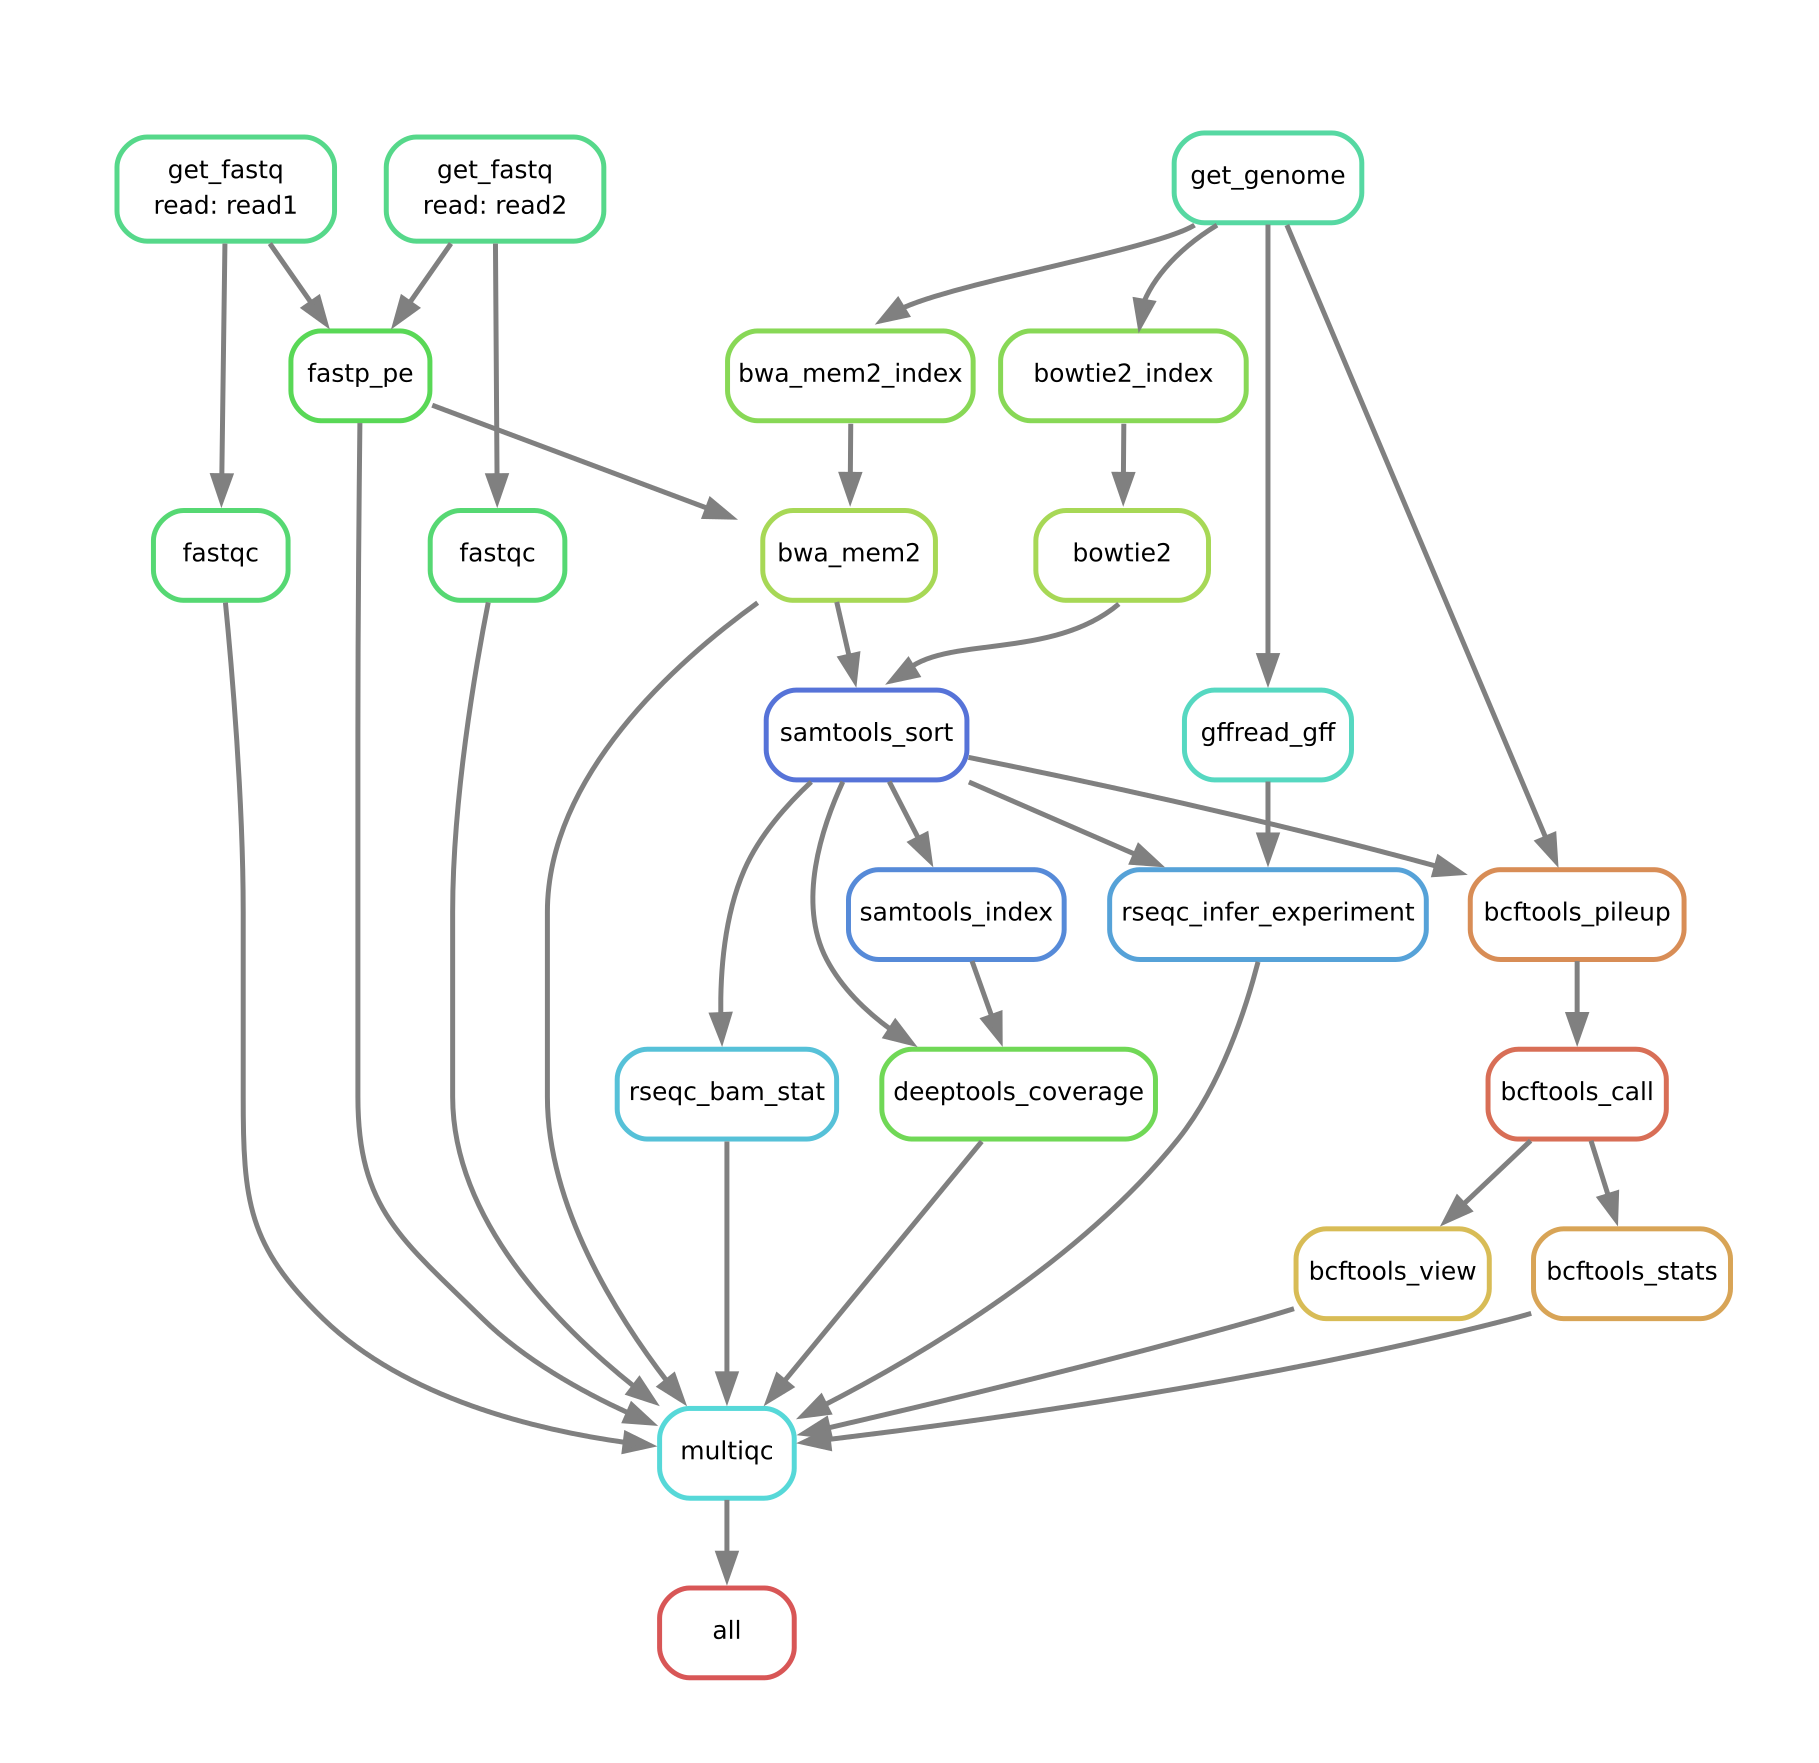 get_fastq
read: read1
get_fastq
read: read2
get_genome
fastp_pe
bwa_mem2_index
bowtie2_index
fastqc
fastqc
bwa_mem2
bowtie2
samtools_sort
gffread_gff
samtools_index
rseqc_infer_experiment
bcftools_pileup
rseqc_bam_stat
deeptools_coverage
bcftools_call
bcftools_view
bcftools_stats
multiqc
all